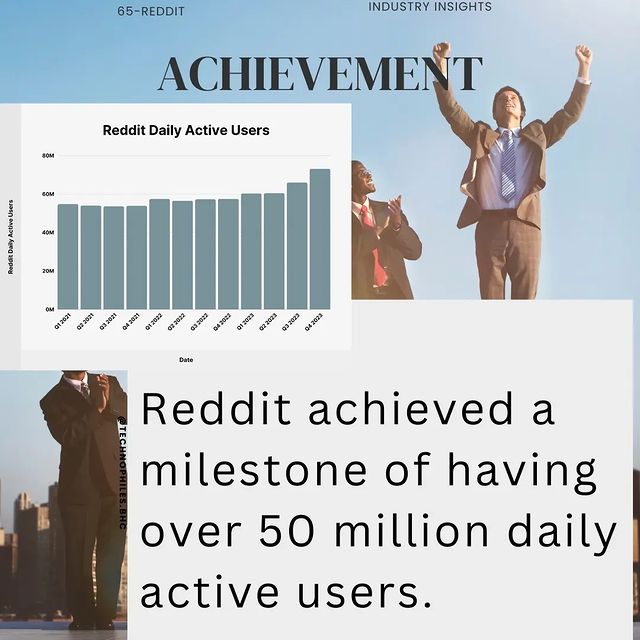 65-REDDIT
INDUSTRY INSIGHTS
ACHIEVEMENT
Reddit Daily Active Users
80M
60M
40M
20M
0M
Reddit Daily Active Users
Q1 2021
Q2 2021
Q3 2021
Q4 2021
Q1 2022
Q2 2022
Q3 2022
Q4 2022
Q1 2023
Q2 2023
Q3 2023
Q4 2023
Date
@TECHNOPHILES.BHC
Reddit achieved a
milestone of having
over 50 million daily
active users.